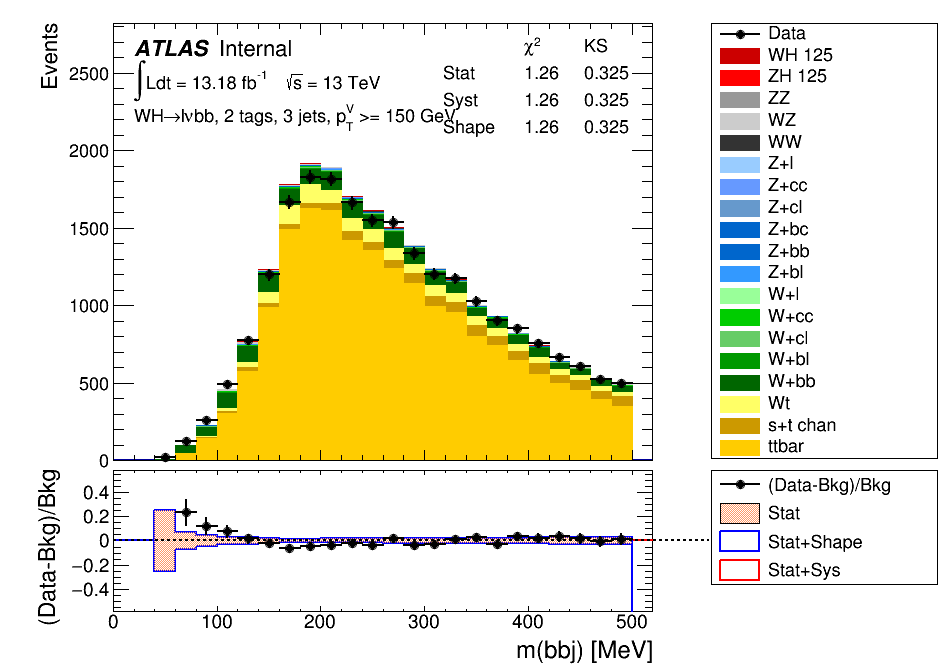 Events
ATLAS Internal
∫Ldt = 13.18 fb⁻¹ √s = 13 TeV
WH→lνbb, 2 tags, 3 jets, p_T^V >= 150 GeV
χ² KS
Stat 1.26 0.325
Syst 1.26 0.325
Shape 1.26 0.325
2500
2000
1500
1000
500
0
Data
WH 125
ZH 125
ZZ
WZ
WW
Z+l
Z+cc
Z+cl
Z+bc
Z+bb
Z+bl
W+l
W+cc
W+cl
W+bl
W+bb
Wt
s+t chan
ttbar
(Data-Bkg)/Bkg
0.4
0.2
0
−0.2
−0.4
0 100 200 300 400 500
m(bbj) [MeV]
(Data-Bkg)/Bkg
Stat
Stat+Shape
Stat+Sys